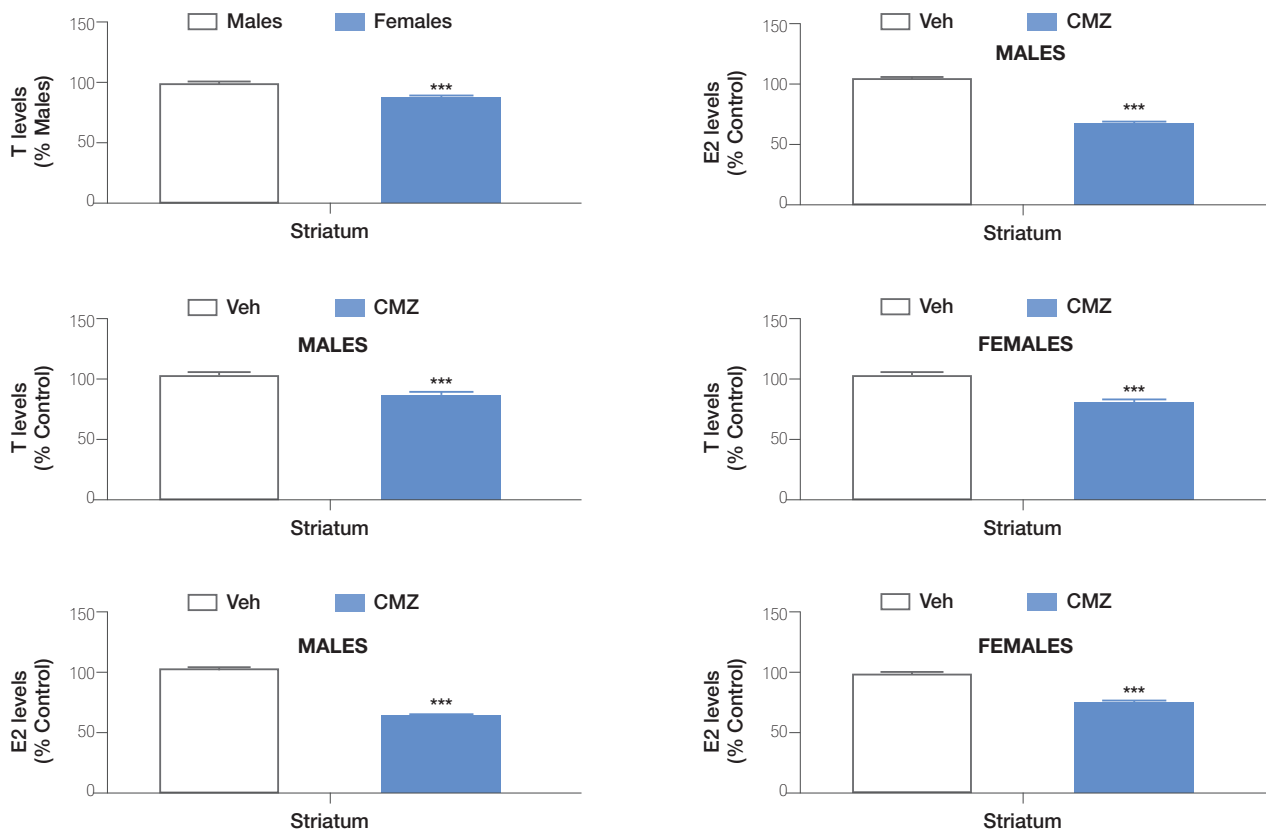 Males Females
150
100
50
0
T levels
(% Males)
***
Striatum
Veh CMZ
MALES
150
100
50
0
E2 levels
(% Control)
***
Striatum
Veh CMZ
MALES
150
100
50
0
T levels
(% Control)
***
Striatum
Veh CMZ
FEMALES
150
100
50
0
T levels
(% Control)
***
Striatum
Veh CMZ
MALES
150
100
50
0
E2 levels
(% Control)
***
Striatum
Veh CMZ
FEMALES
150
100
50
0
E2 levels
(% Control)
***
Striatum